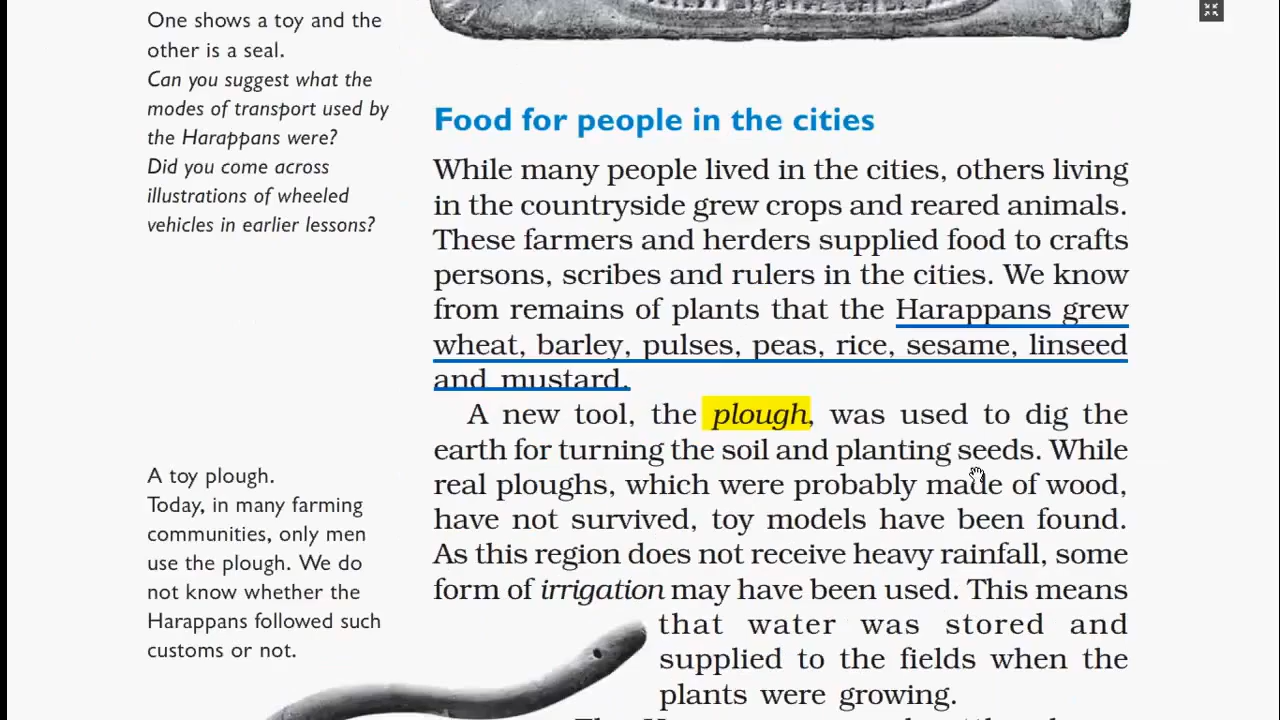 One shows a toy and the
other is a seal.
Can you suggest what the
modes of transport used by
the Harappans were?
Did you come across
illustrations of wheeled
vehicles in earlier lessons?
Food for people in the cities
While many people lived in the cities, others living
in the countryside grew crops and reared animals.
These farmers and herders supplied food to crafts
persons, scribes and rulers in the cities. We know
from remains of plants that the Harappans grew
wheat, barley, pulses, peas, rice, sesame, linseed
and mustard.
A new tool, the plough, was used to dig the
earth for turning the soil and planting seeds. While
real ploughs, which were probably made of wood,
have not survived, toy models have been found.
As this region does not receive heavy rainfall, some
form of irrigation may have been used. This means
that water was stored and
supplied to the fields when the
plants were growing.
A toy plough.
Today, in many farming
communities, only men
use the plough. We do
not know whether the
Harappans followed such
customs or not.